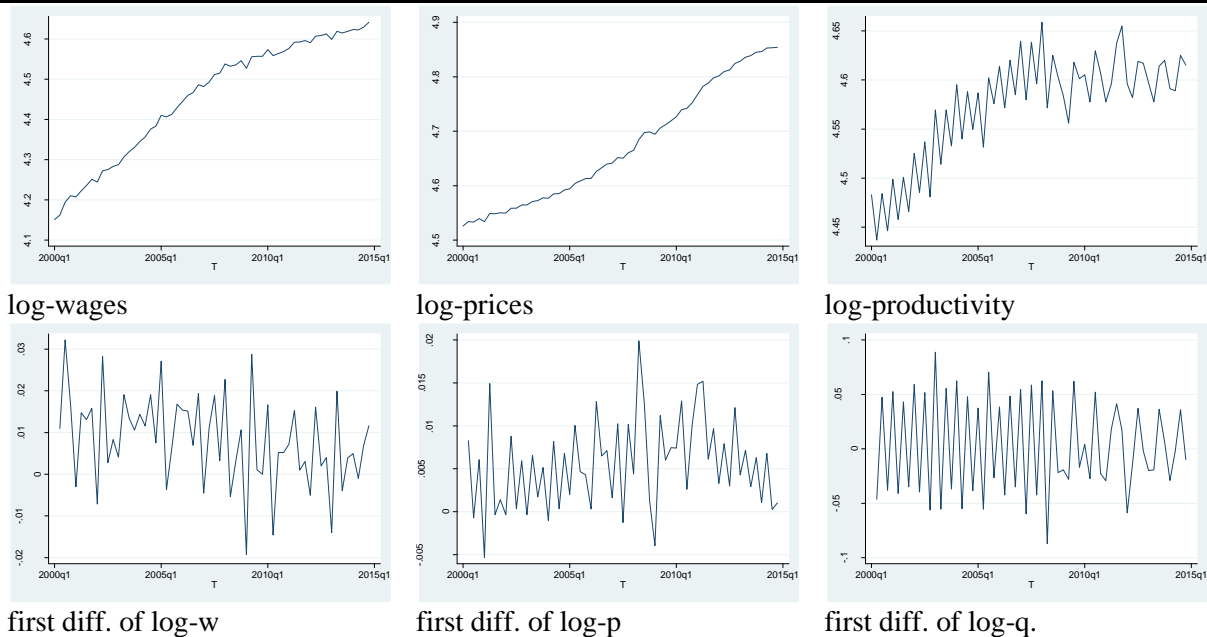 4.6
4.5
4.4
4.3
4.2
4.1
2000q1 2005q1 2010q1 2015q1
T
log-wages
4.9
4.8
4.7
4.6
4.5
2000q1 2005q1 2010q1 2015q1
T
log-prices
4.65
4.6
4.55
4.5
4.45
2000q1 2005q1 2010q1 2015q1
T
log-productivity
.03
.02
.01
0
-.01
-.02
2000q1 2005q1 2010q1 2015q1
T
first diff. of log-w
.02
.015
.01
.005
0
-.005
2000q1 2005q1 2010q1 2015q1
T
first diff. of log-p
.1
.05
0
-.05
-.1
2000q1 2005q1 2010q1 2015q1
T
first diff. of log-q.